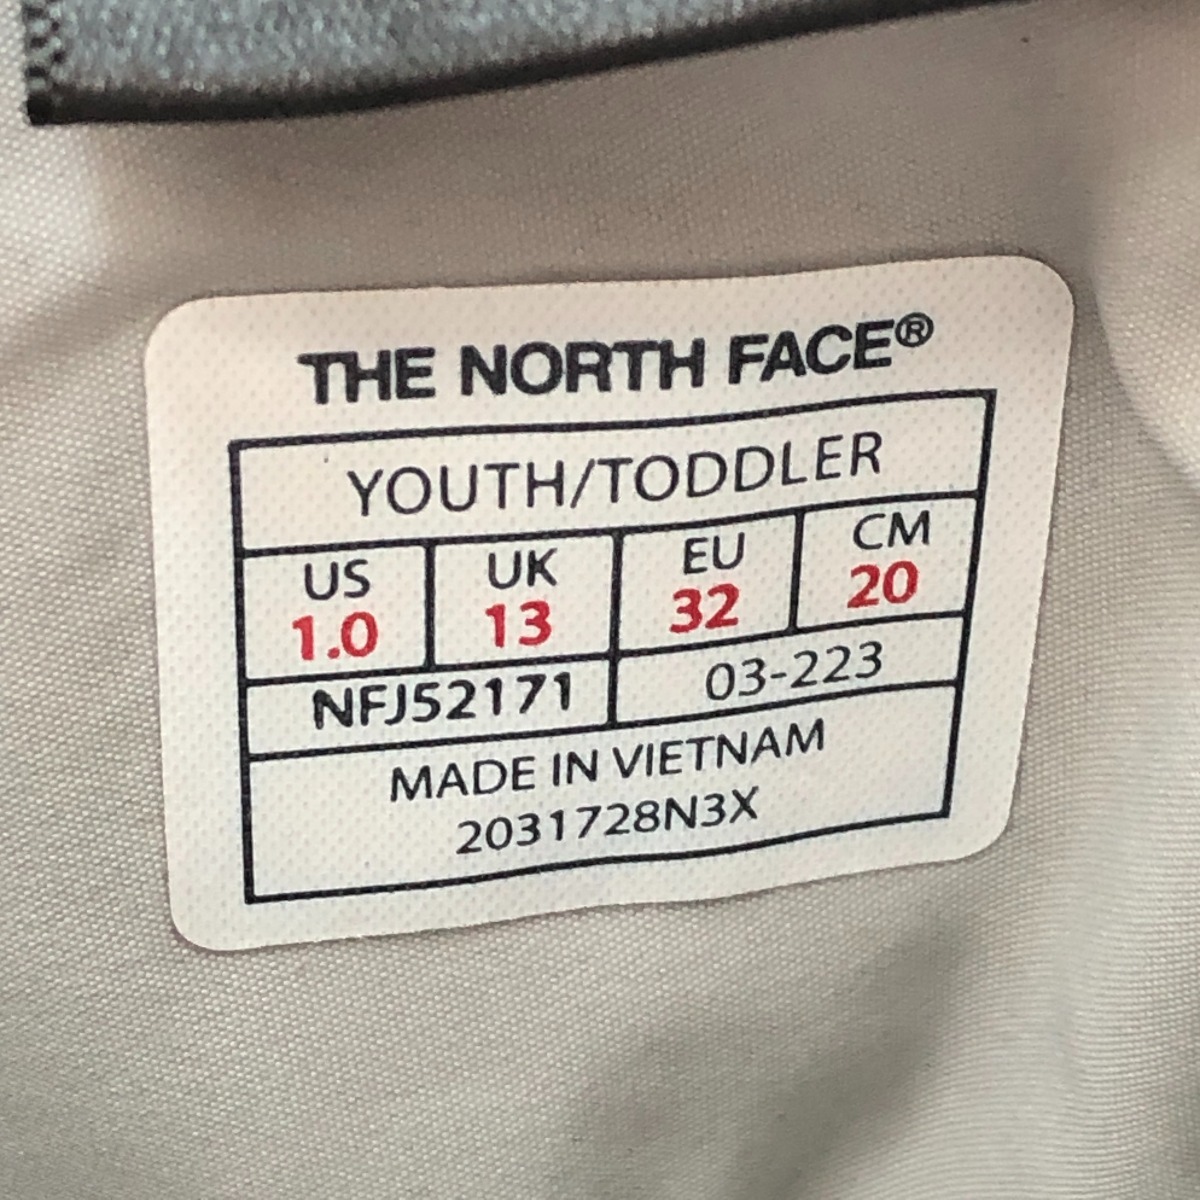 THE NORTH FACE®
YOUTH/TODDLER
US UK EU CM
1.0 13 32 20
NFJ52171 03-223
MADE IN VIETNAM
2031728N3X